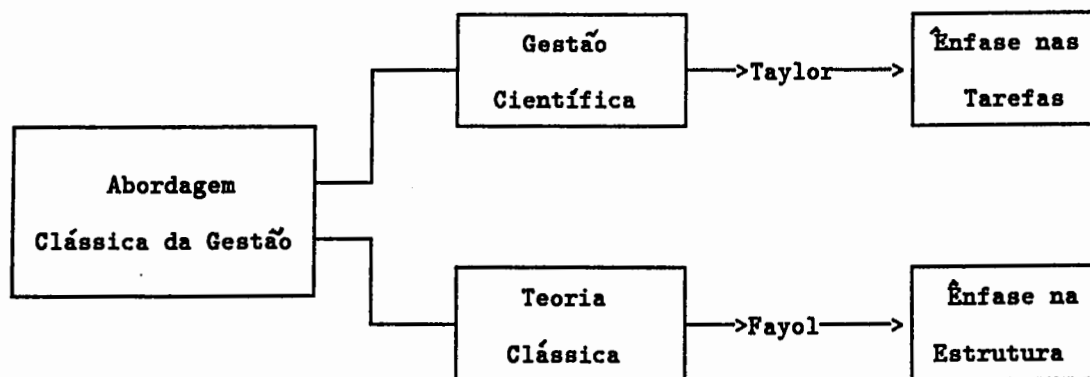 Gestão
Científica
>Taylor
>
Ênfase nas
Tarefas
Abordagem
Clássica da Gestão
Teoria
Clássica
>Fayol
>
Ênfase na
Estrutura